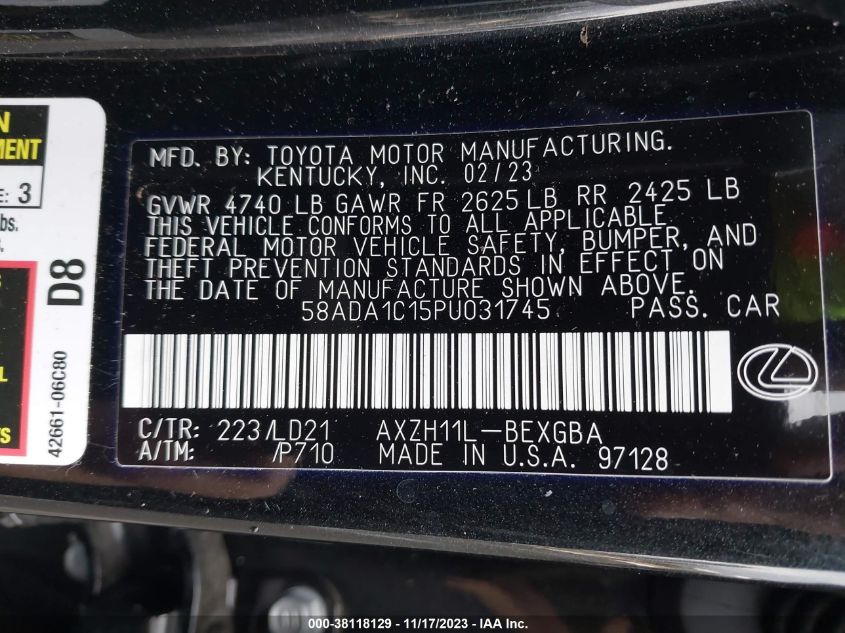 N
MENT
E: 3
bs.
S
L
TS
D8
42661-06C80
MFD. BY: TOYOTA MOTOR MANUFACTURING.
KENTUCKY, INC. 02/23
GVWR 4740 LB GAWR FR 2625 LB RR 2425 LB
THIS VEHICLE CONFORMS TO ALL APPLICABLE
FEDERAL MOTOR VEHICLE SAFETY, BUMPER, AND
THEFT PREVENTION STANDARDS IN EFFECT ON
THE DATE OF MANUFACTURE SHOWN ABOVE.
58ADA1C15PU031745 PASS. CAR
C/TR: 223/LD21 AXZH11L-BEXGBA
A/TM: /P710 MADE IN U.S.A. 97128
000-38118129 - 11/17/2023 - IAA Inc.